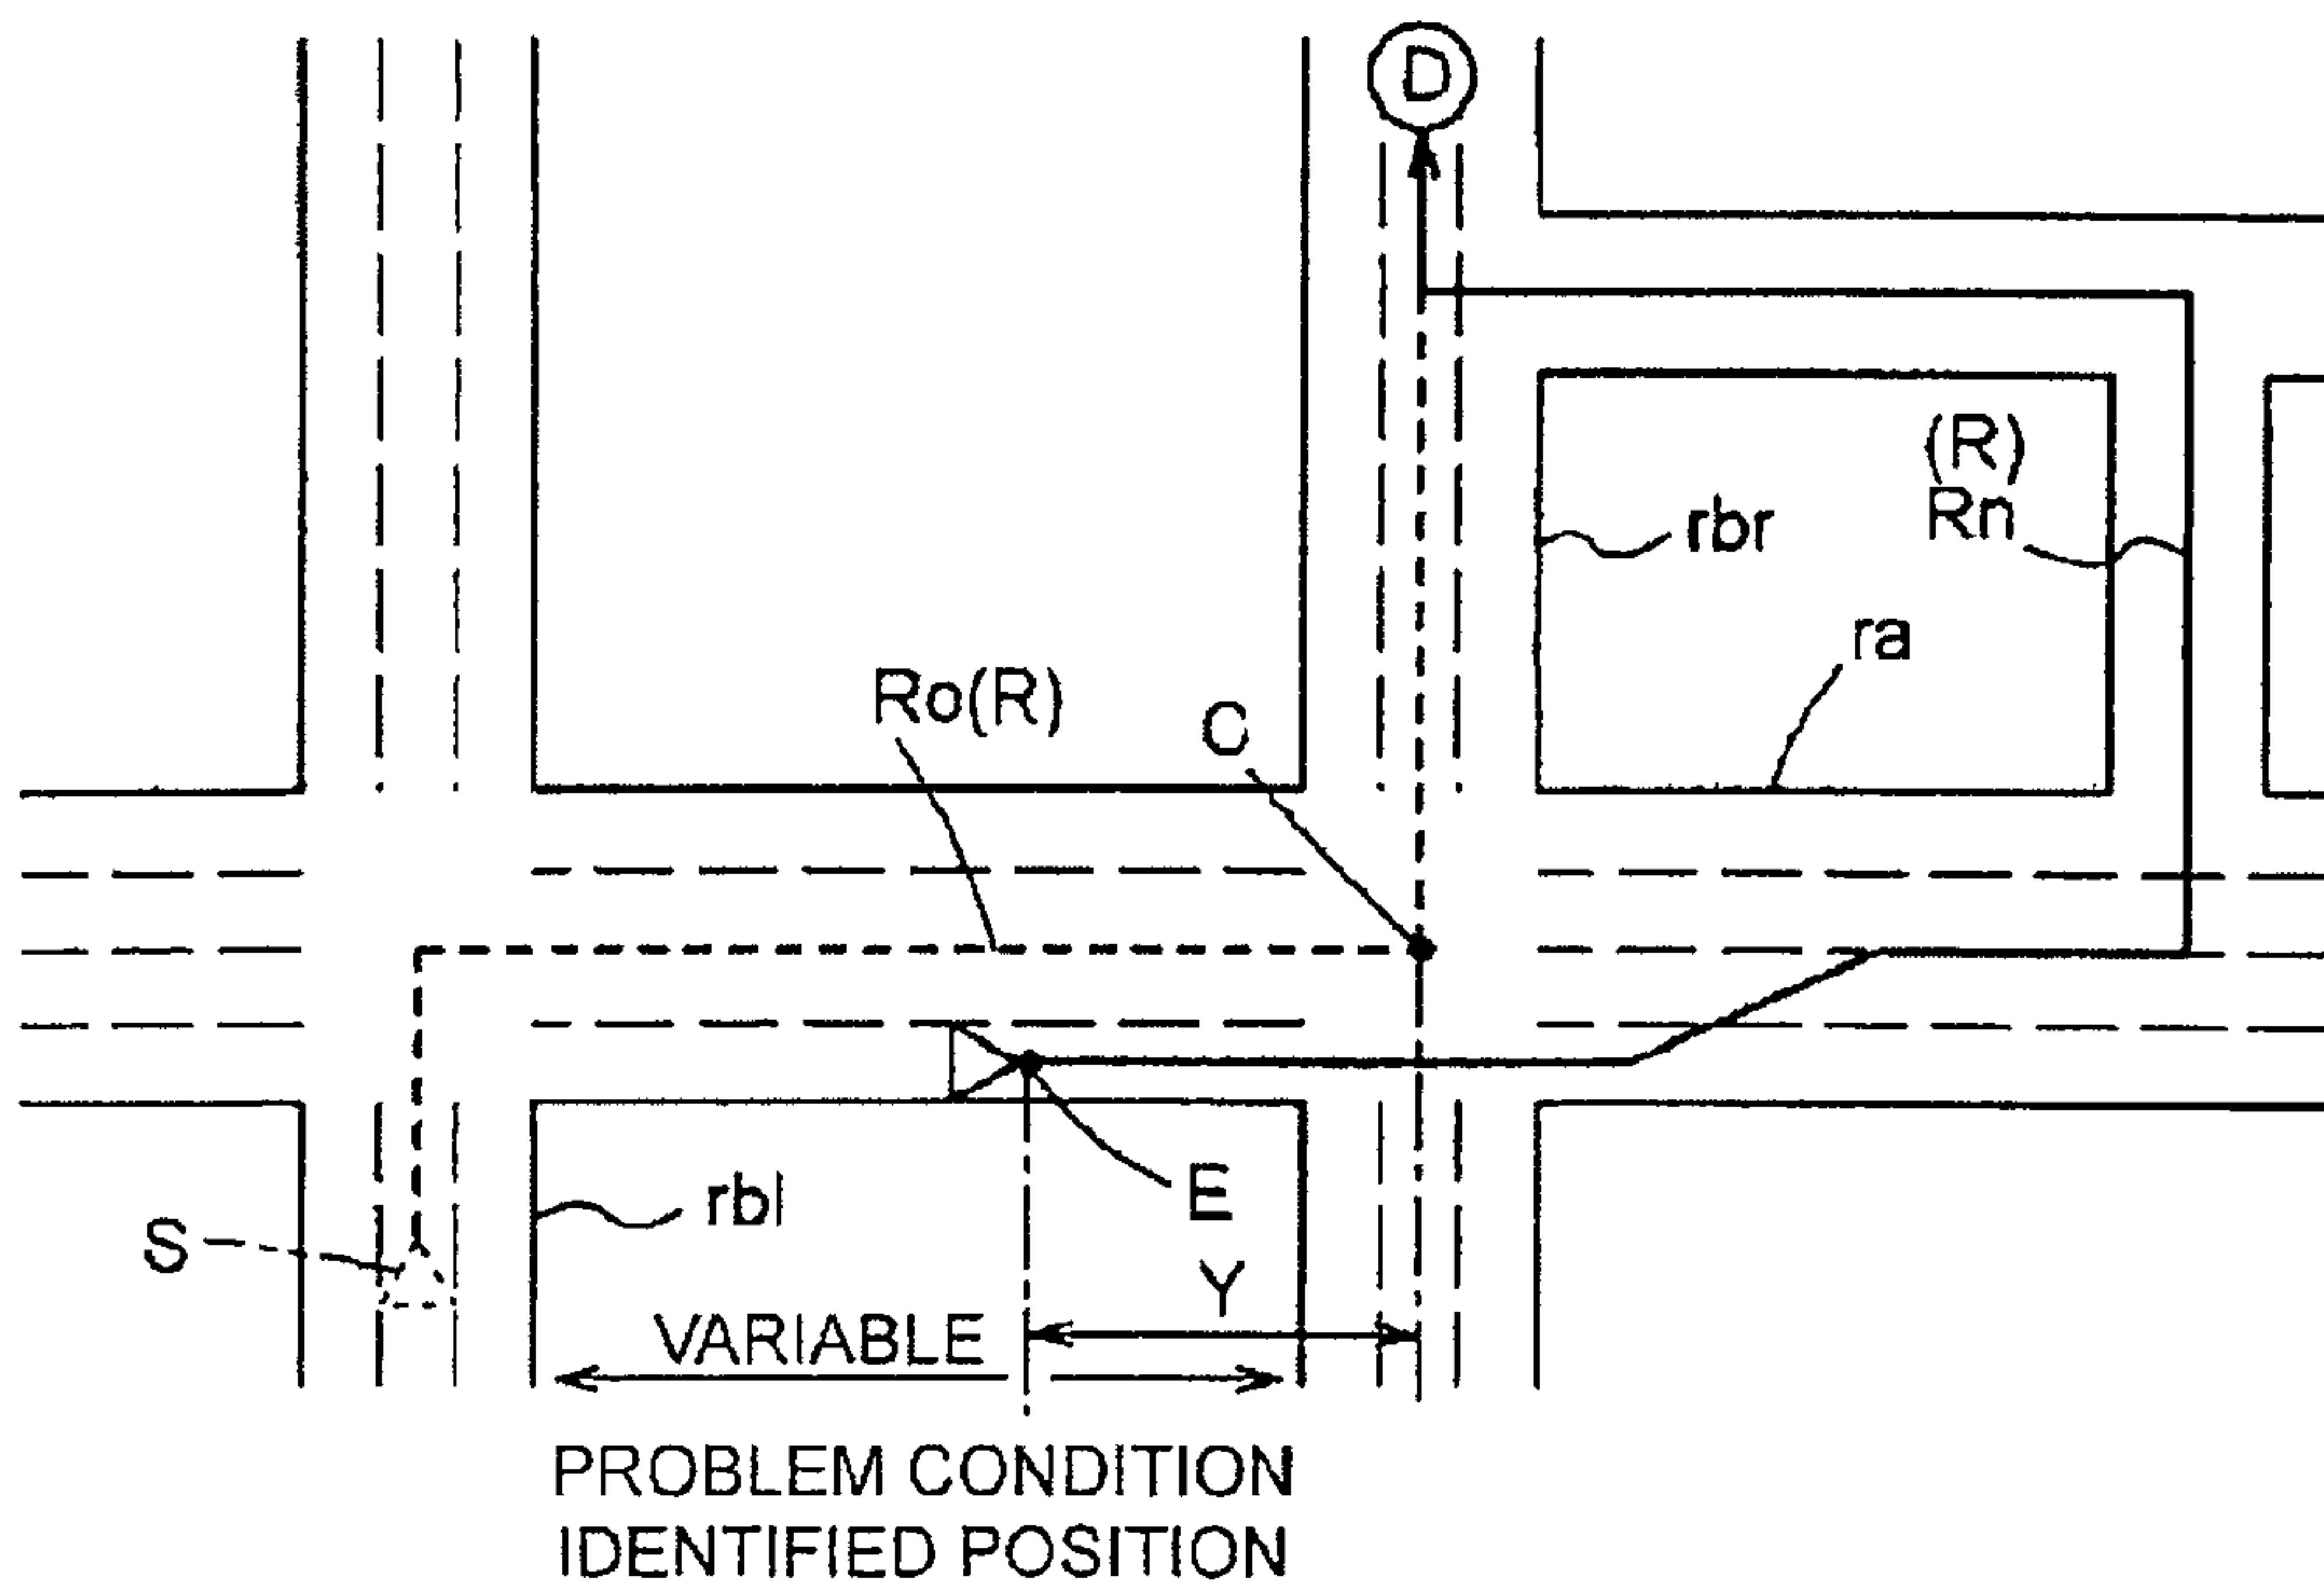 D
(R)
Rn
rbr
ra
Ro(R)
C
E
rbl
S
Y
VARIABLE
PROBLEM CONDITION
IDENTIFIED POSITION